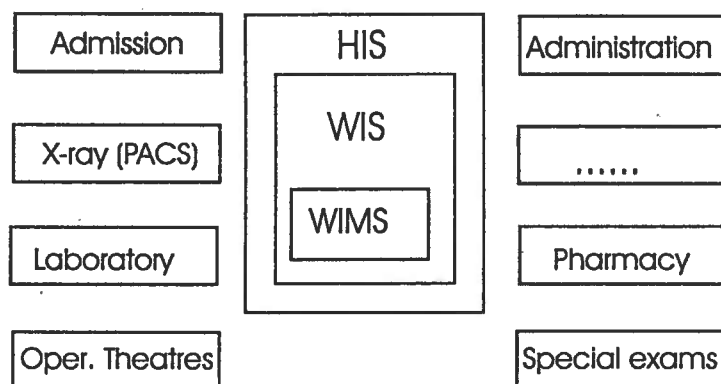 Admission
X-ray (PACS)
Laboratory
Oper. Theatres
HIS
WIS
WIMS
Administration
......
Pharmacy
Special exams